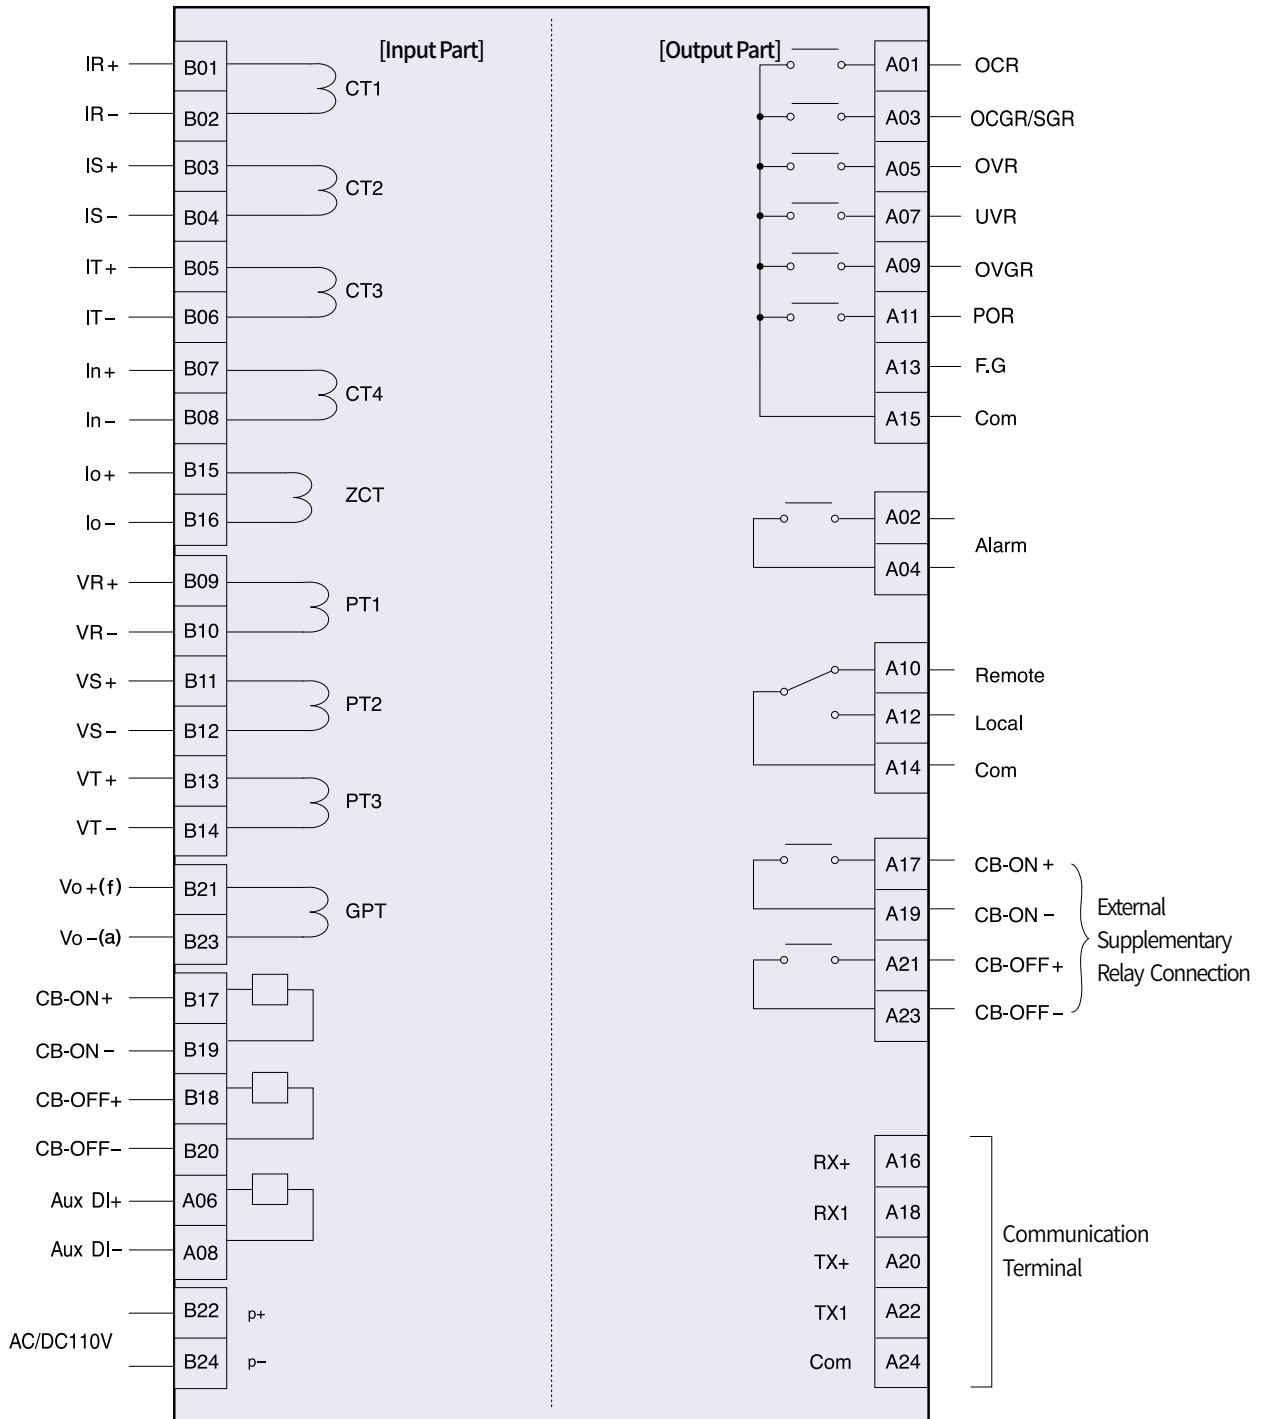 [Input Part]
IR+ B01 CT1
IR− B02
IS+ B03 CT2
IS− B04
IT+ B05 CT3
IT− B06
In+ B07 CT4
In− B08
Io+ B15 ZCT
Io− B16
VR+ B09 PT1
VR− B10
VS+ B11 PT2
VS− B12
VT+ B13 PT3
VT− B14
Vo+(f) B21 GPT
Vo−(a) B23
CB-ON+ B17
CB-ON− B19
CB-OFF+ B18
CB-OFF− B20
Aux DI+ A06
Aux DI− A08
AC/DC110V
B22 p+
B24 p−
[Output Part]
A01 OCR
A03 OCGR/SGR
A05 OVR
A07 UVR
A09 OVGR
A11 POR
A13 F.G
A15 Com
A02
Alarm
A04
A10 Remote
A12 Local
A14 Com
A17 CB-ON+
A19 CB-ON−
A21 CB-OFF+
A23 CB-OFF−
External
Supplementary
Relay Connection
RX+ A16
RX1 A18
TX+ A20
TX1 A22
Com A24
Communication
Terminal